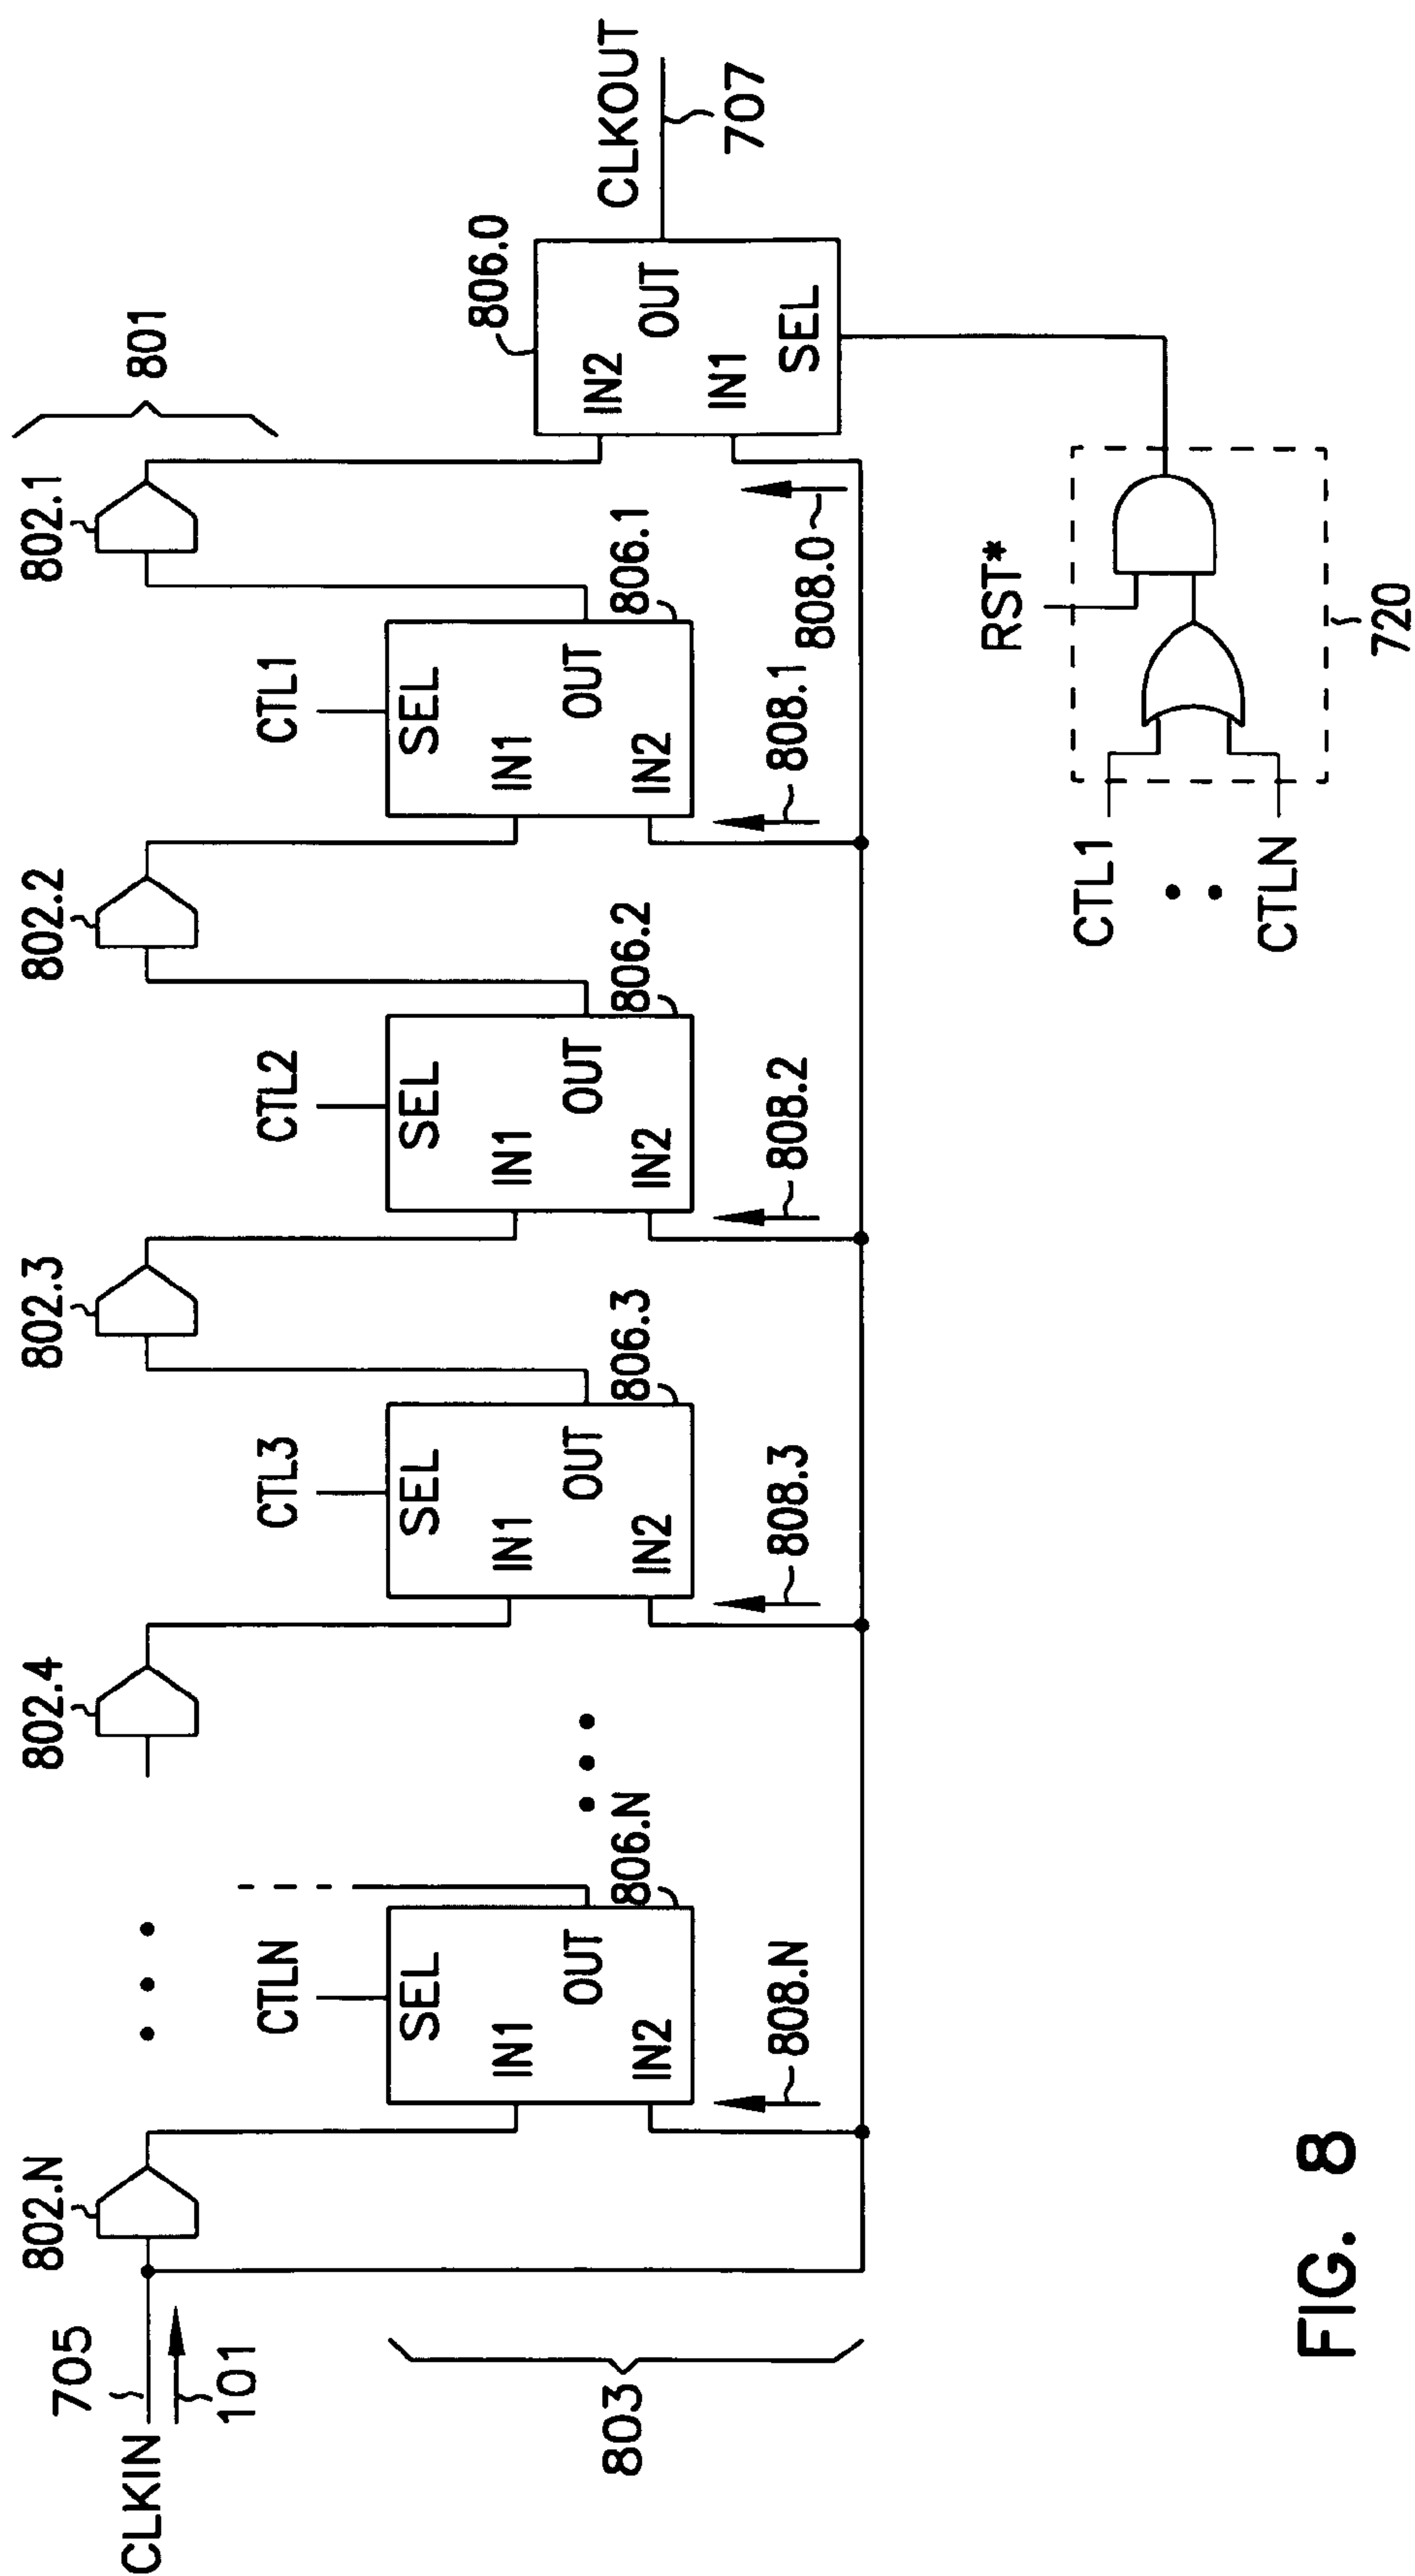 802.N
802.4
802.3
802.2
802.1
801
705
CLKIN
101
CTLN
CTL3
CTL2
CTL1
SEL
IN1
OUT
IN2
806.N
SEL
IN1
OUT
IN2
806.3
SEL
IN1
OUT
IN2
806.2
SEL
IN1
OUT
IN2
806.1
806.0
IN2
OUT
IN1
SEL
CLKOUT
707
803
808.N
808.3
808.2
808.1
808.0
RST*
CTL1
CTLN
720
FIG. 8